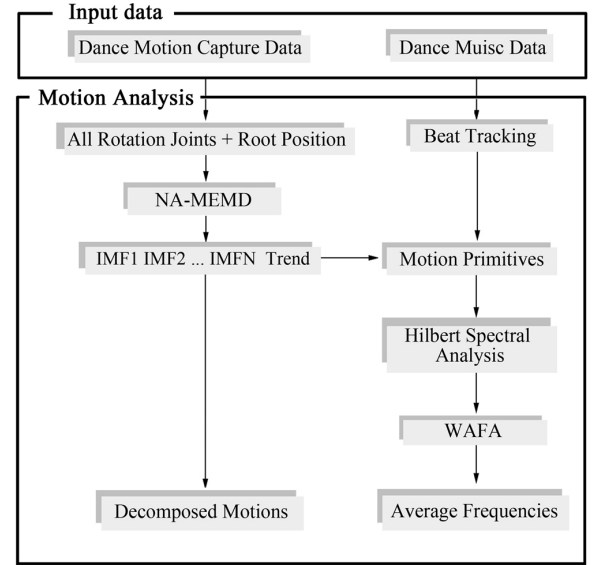 Input data
Dance Motion Capture Data
Dance Muisc Data
Motion Analysis
All Rotation Joints + Root Position
Beat Tracking
NA-MEMD
IMF1 IMF2 ... IMFN Trend
Motion Primitives
Hilbert Spectral
Analysis
WAFA
Decomposed Motions
Average Frequencies